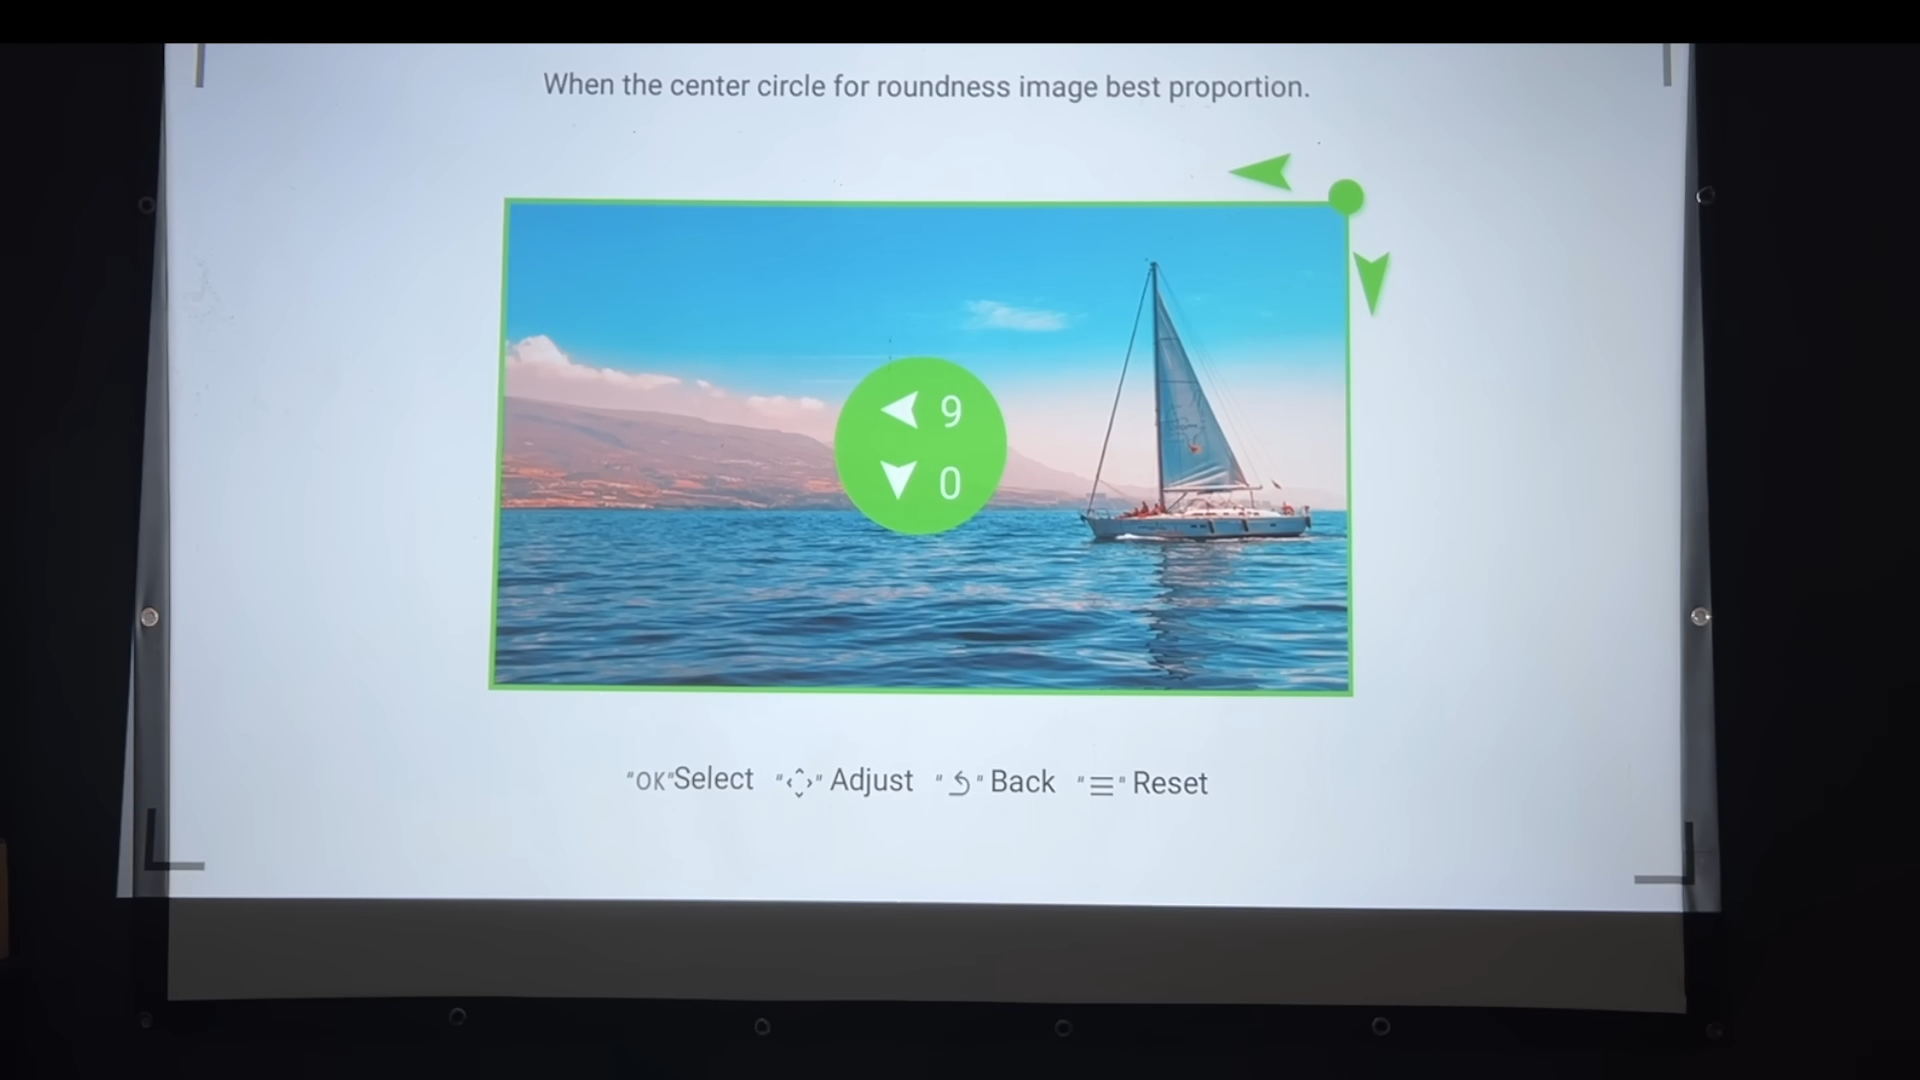 When the center circle for roundness image best proportion.
9
0
"OK"Select "‹›" Adjust "" Back "☰" Reset